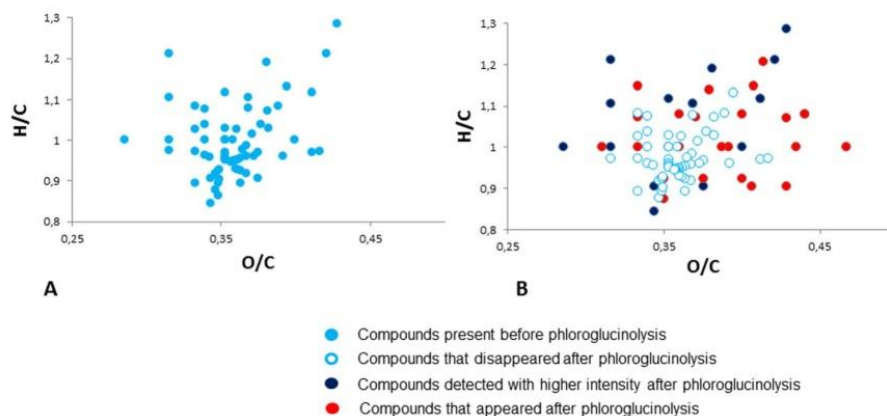 1,3
1,2
1,1
1
0,9
0,8
H/C
0,25
0,35
0,45
O/C
A
1,3
1,2
1,1
1
0,9
0,8
H/C
0,25
0,35
0,45
O/C
B
Compounds present before phloroglucinolysis
Compounds that disappeared after phloroglucinolysis
Compounds detected with higher intensity after phloroglucinolysis
Compounds that appeared after phloroglucinolysis